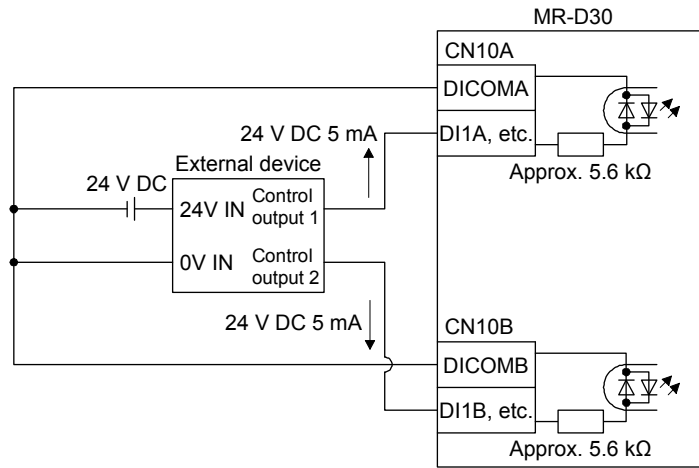 MR-D30
CN10A
DICOMA
24 V DC 5 mA
DI1A, etc.
External device
Approx. 5.6 kΩ
24 V DC
24V IN
Control
output 1
0V IN
Control
output 2
24 V DC 5 mA
CN10B
DICOMB
DI1B, etc.
Approx. 5.6 kΩ